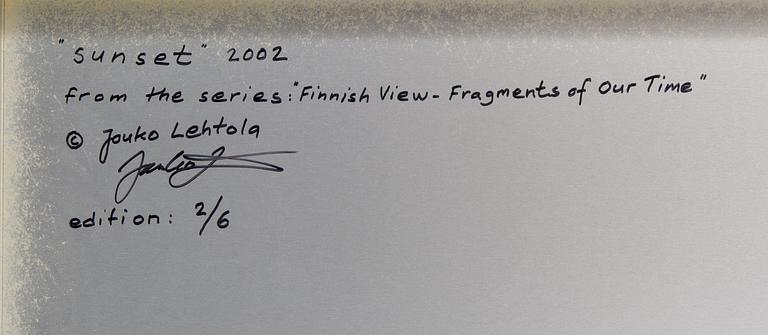 "sunset" 2002
from the series: "Finnish View - Fragments of Our Time"
© Jouko Lehtola
edition: 2/6